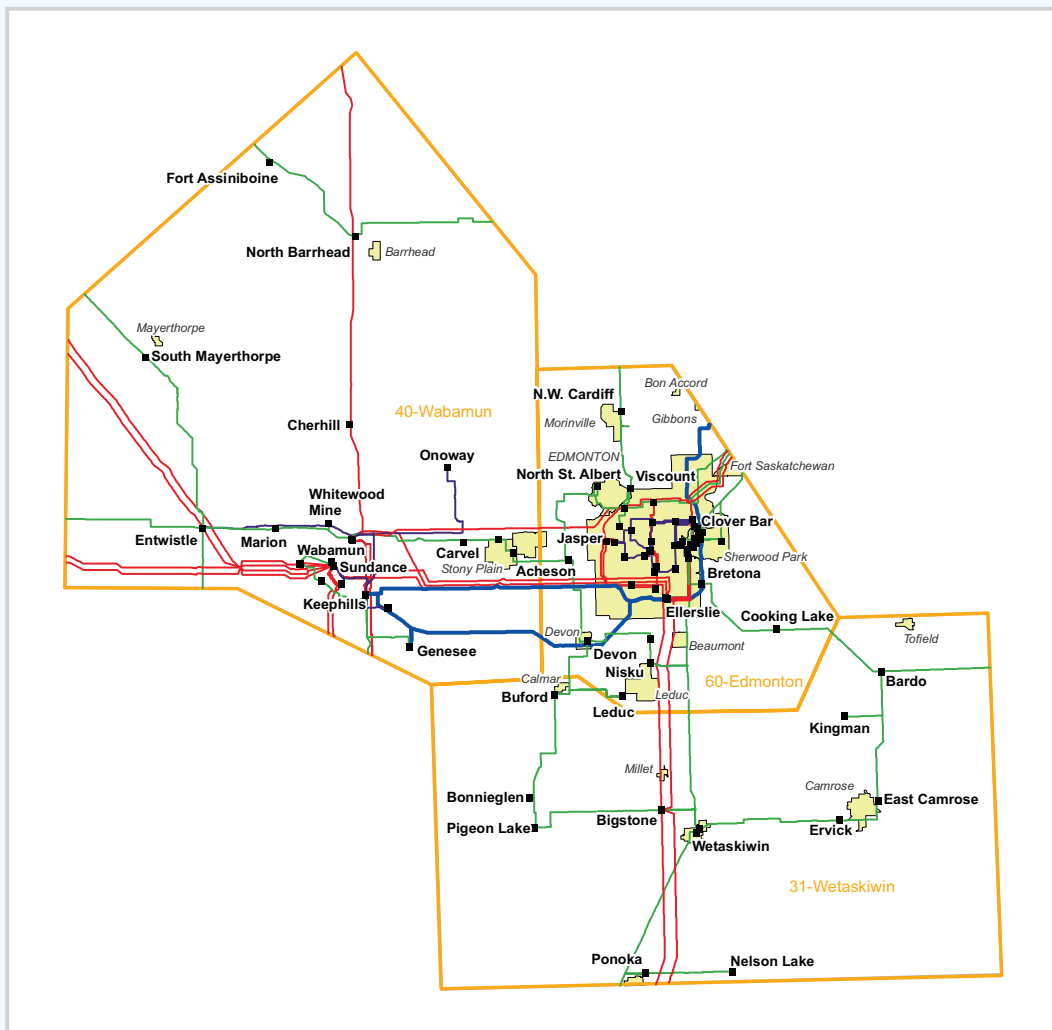 Fort Assiniboine
North Barrhead
Barrhead
Mayerthorpe
South Mayerthorpe
Cherhill
40-Wabamun
Onoway
Whitewood
Mine
Entwistle
Marion
Wabamun
Sundance
Keephills
Genesee
Carvel
Stony Plain
Acheson
N.W. Cardiff
Bon Accord
Morinville
Gibbons
EDMONTON
North St. Albert
Viscount
Fort Saskatchewan
Jasper
Clover Bar
Sherwood Park
Bretona
Ellerslie
Cooking Lake
Tofield
Devon
Devon
Beaumont
Nisku
60-Edmonton
Bardo
Calmar
Buford
Leduc
Leduc
Kingman
Millet
Camrose
Bonnieglen
East Camrose
Pigeon Lake
Bigstone
Ervick
Wetaskiwin
31-Wetaskiwin
Ponoka
Nelson Lake